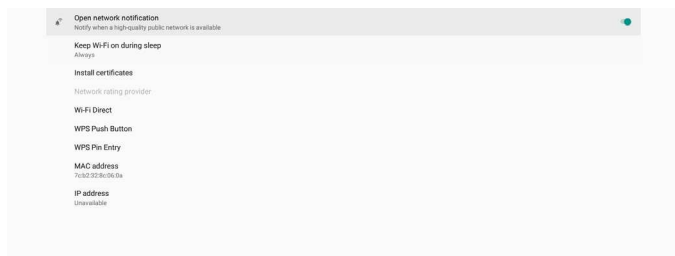 Open network notification
Notify when a high-quality public network is available
Keep Wi-Fi on during sleep
Always
Install certificates
Network rating provider
Wi-Fi Direct
WPS Push Button
WPS Pin Entry
MAC address
7c:b2:32:8c:06:0a
IP address
Unavailable